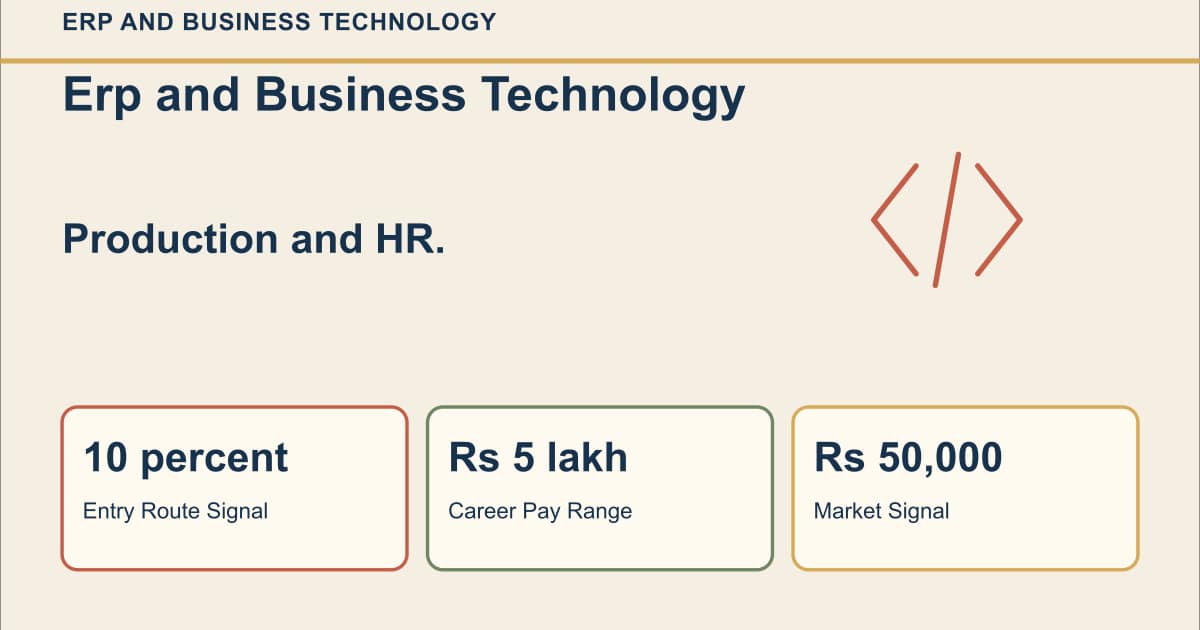 ERP AND BUSINESS TECHNOLOGY
Erp and Business Technology
Production and HR.
10 percent
Entry Route Signal
Rs 5 lakh
Career Pay Range
Rs 50,000
Market Signal